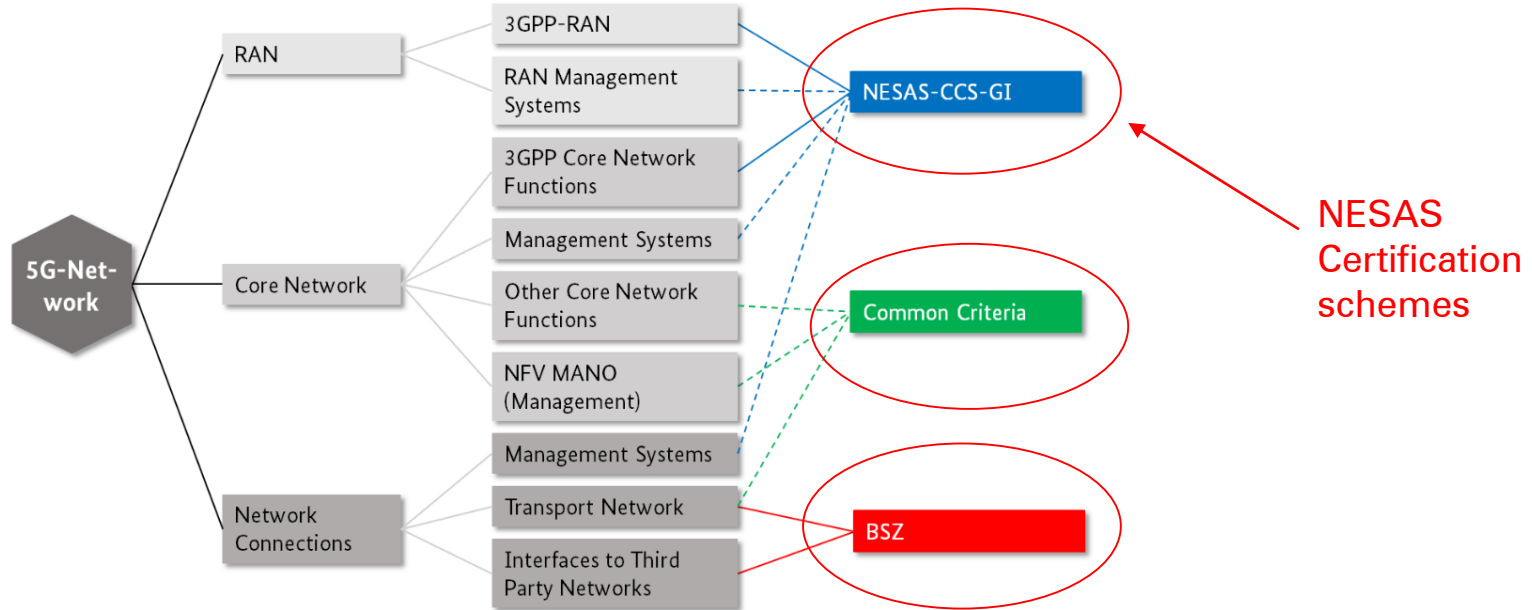 5G-Net-
work
RAN
Core Network
Network
Connections
3GPP-RAN
RAN Management
Systems
3GPP Core Network
Functions
Management Systems
Other Core Network
Functions
NFV MANO
(Management)
Management Systems
Transport Network
Interfaces to Third
Party Networks
NESAS-CCS-GI
Common Criteria
BSZ
NESAS
Certification
schemes